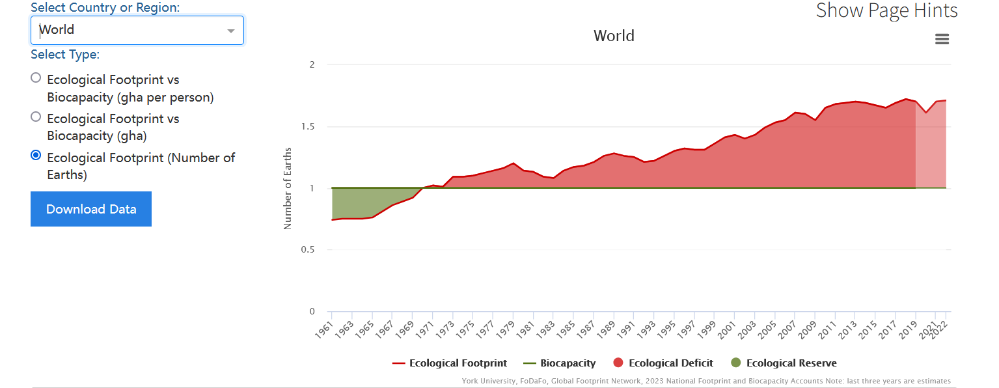 Select Country or Region:
World
Select Type:
Ecological Footprint vs
Biocapacity (gha per person)
Ecological Footprint vs
Biocapacity (gha)
Ecological Footprint (Number of
Earths)
Download Data
Show Page Hints
World
Number of Earths
2
1.5
1
0.5
0
1961
1963
1965
1967
1969
1971
1973
1975
1977
1979
1981
1983
1985
1987
1989
1991
1993
1995
1997
1999
2001
2003
2005
2007
2009
2011
2013
2015
2017
2019
2021
2022
Ecological Footprint
Biocapacity
Ecological Deficit
Ecological Reserve
York University, FoDaFo, Global Footprint Network, 2023 National Footprint and Biocapacity Accounts Note: last three years are estimates